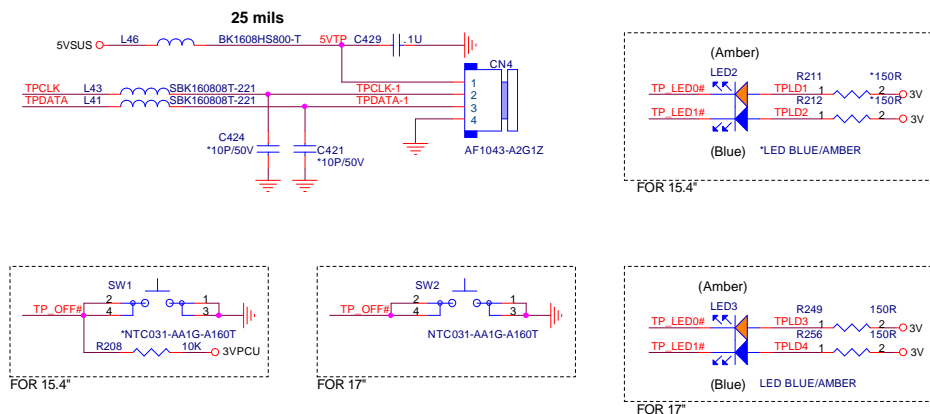 25 mils
5VSUS
L46
BK1608HS800-T
5VTP
C429
.1U
TPCLK
L43
SBK160808T-221
TPCLK-1
TPDATA
L41
SBK160808T-221
TPDATA-1
CN4
1
2
3
4
AF1043-A2G1Z
C424
*10P/50V
C421
*10P/50V
(Amber)
LED2
TP_LED0#
TPLD1
R211
*150R
1
2
3V
TP_LED1#
TPLD2
R212
*150R
1
2
3V
(Blue)
*LED BLUE/AMBER
FOR 15.4"
SW1
TP_OFF#
2
4
1
3
*NTC031-AA1G-A160T
R208
10K
3VPCU
FOR 15.4"
SW2
TP_OFF#
2
4
1
3
NTC031-AA1G-A160T
FOR 17"
(Amber)
LED3
TP_LED0#
TPLD3
R249
150R
1
2
3V
TP_LED1#
TPLD4
R256
150R
1
2
3V
(Blue)
LED BLUE/AMBER
FOR 17"